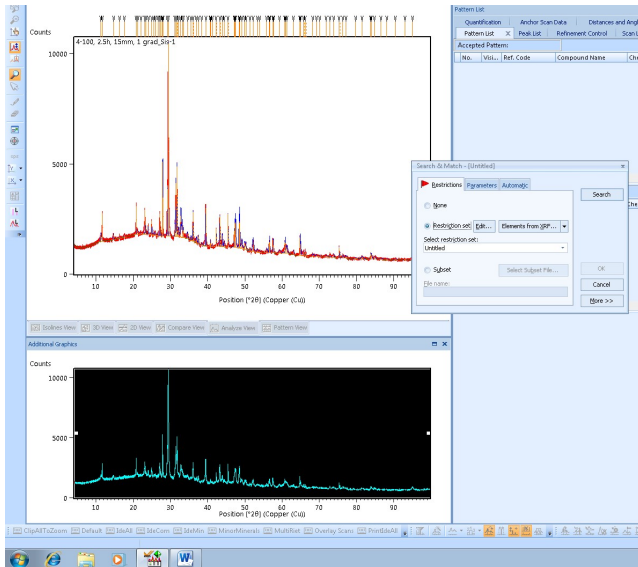 Pattern List
Quantification Anchor Scan Data Distances and Angl
Pattern List X Peak List Refinement Control Scan L
Accepted Pattern:
No. Visi... Ref. Code Compound Name Che
Counts
4-100, 2.5h, 15mm, 1 grad_Sis-1
10000
5000
0
10 20 30 40 50 60 70 80 90
Position [°2θ] (Copper (Cu))
Search & Match - [Untitled]
Restrictions Parameters Automatic
Search
None
Restriction set Edit... Elements from XRF...
Select restriction set:
Untitled
Subset Select Subset File... OK
File name: Cancel
More >>
Isolines View 3D View 2D View Compare View Analyze View Pattern View
Additional Graphics
Counts
10000
5000
0
10 20 30 40 50 60 70 80 90
Position [°2θ] (Copper (Cu))
ClipAllToZoom Default IdeAll IdeCom IdeMin MinorMinerals MultiRiet Overlay Scans PrintIdeAll